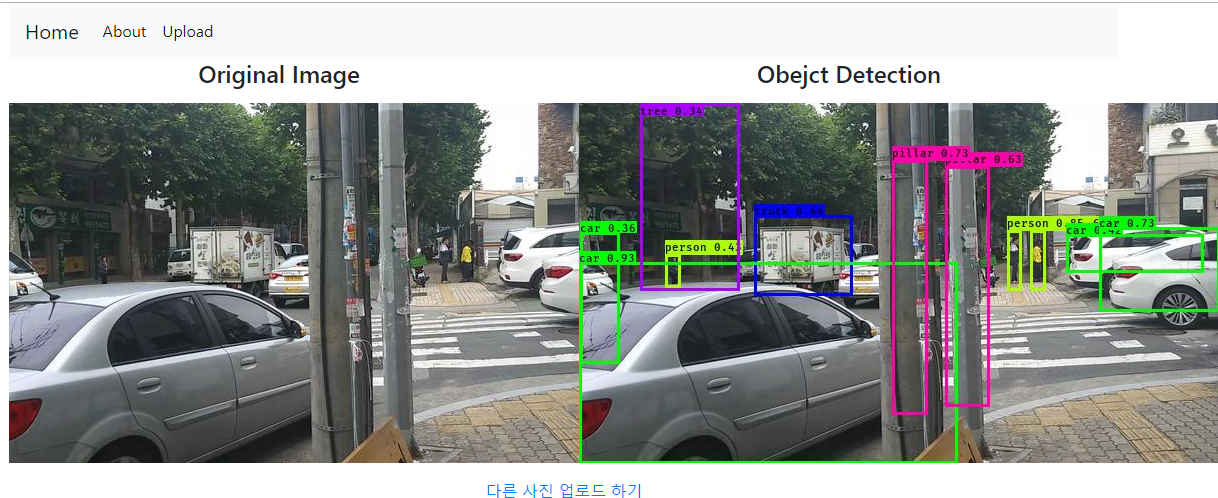 Home About Upload
Original Image
Obejct Detection
tree 0.34
pillar 0.73
0.63
truck 0.64
car 0.36
person 0.4
car 0.93
person 0.85
car 0.73
car
다른 사진 업로드 하기